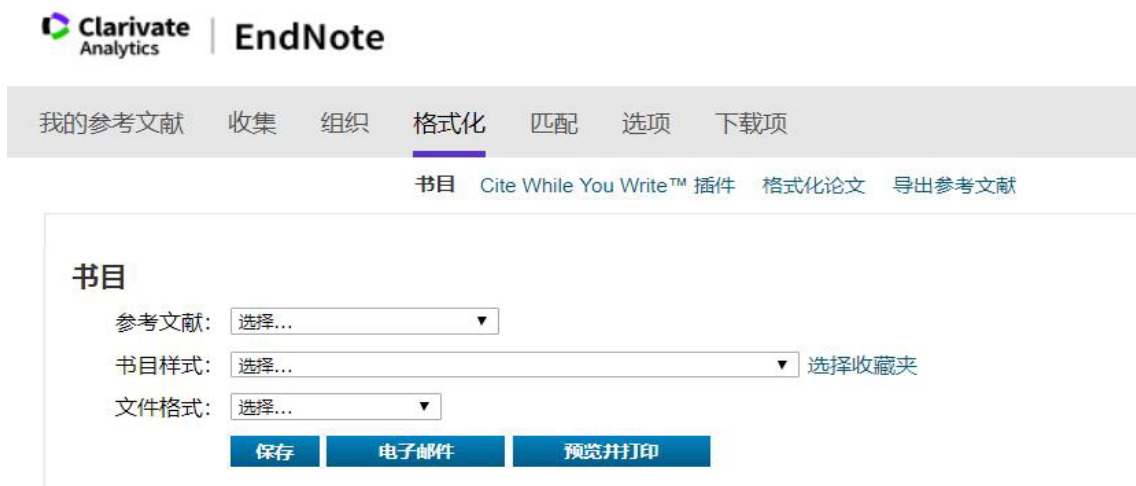 Clarivate Analytics | EndNote
我的参考文献 收集 组织 格式化 匹配 选项 下载项
书目 Cite While You Write™ 插件 格式化论文 导出参考文献
书目
参考文献: 选择...
书目样式: 选择... 选择收藏夹
文件格式: 选择...
保存 电子邮件 预览并打印